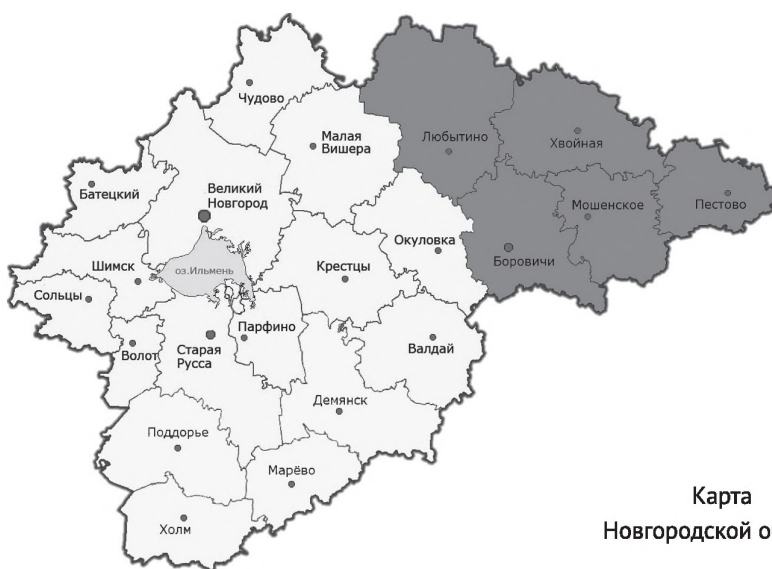 Чудово
Малая
Вишера
Любытино
Хвойная
Батецкий
Великий
Новгород
Мошенское
Пестово
Окуловка
Боровичи
Шимск
оз.Ильмень
Крестцы
Сольцы
Волот
Старая
Русса
Парфино
Валдай
Демянск
Поддорье
Марёво
Холм
Карта
Новгородской о